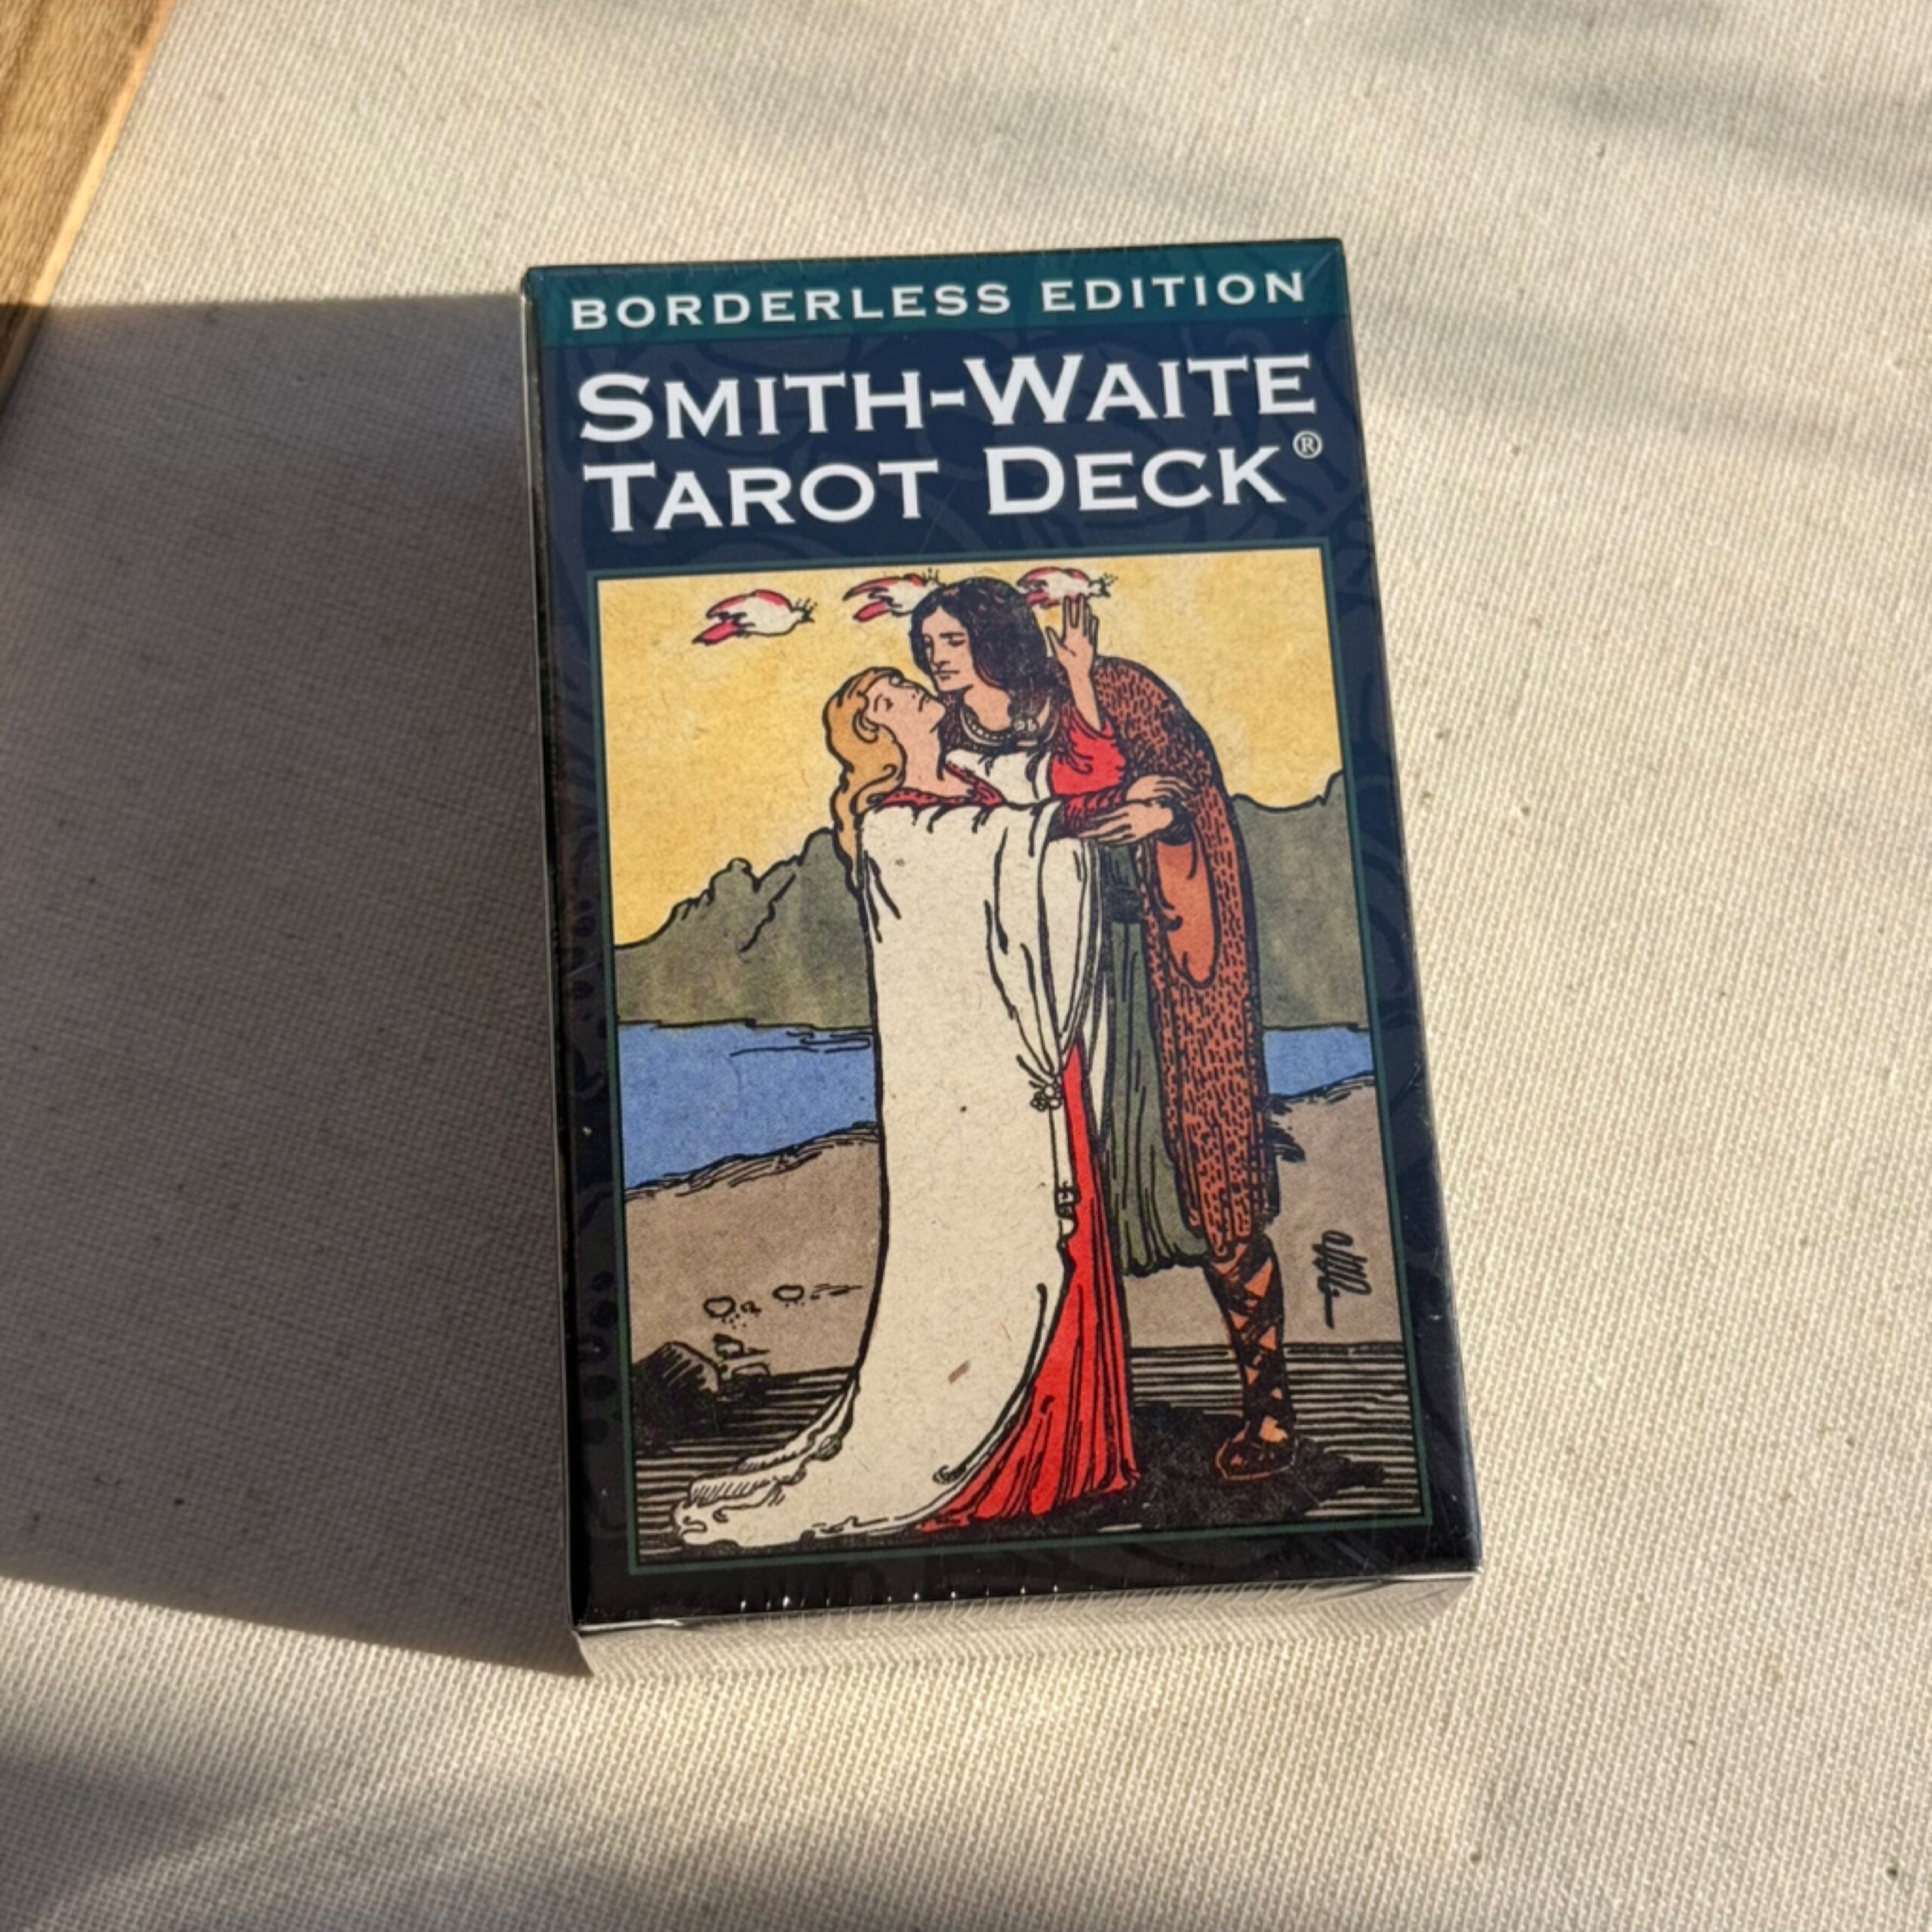 BORDERLESS EDITION
SMITH-WAITE
TAROT DECK®